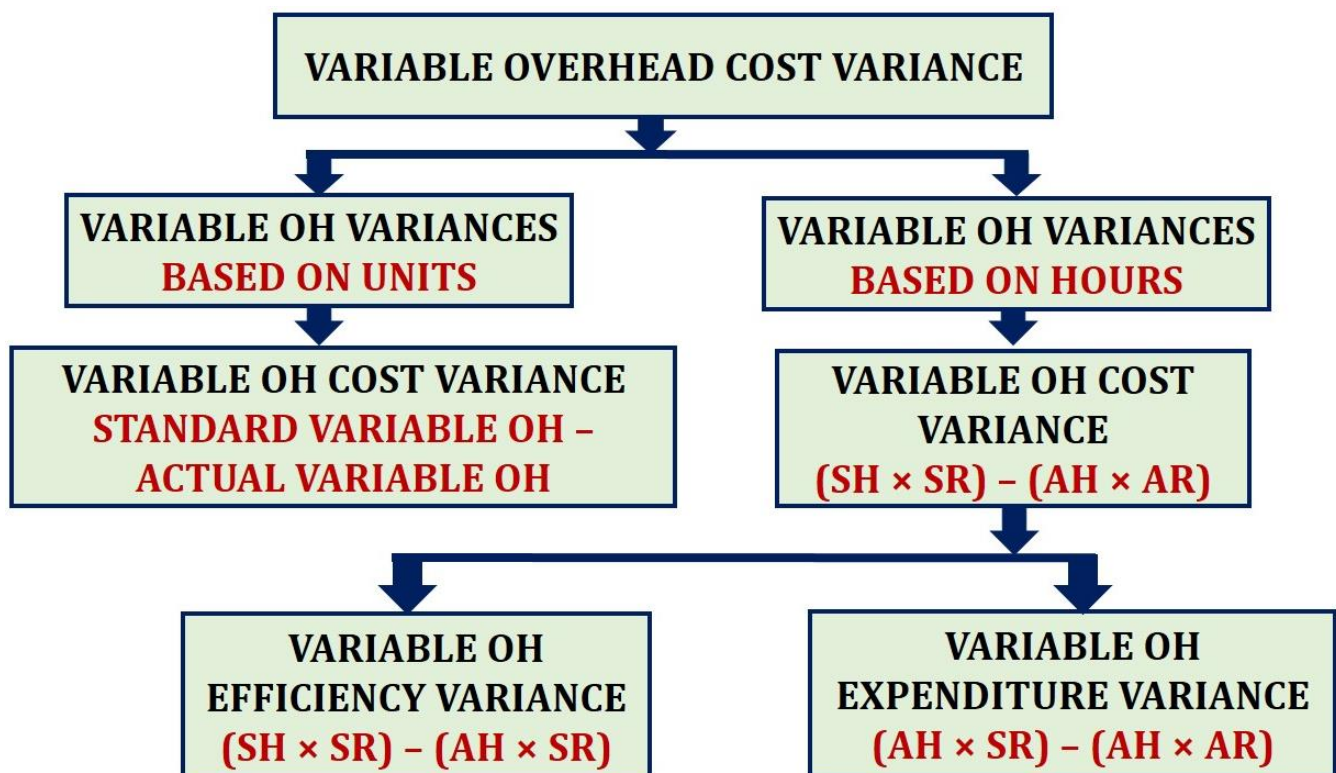 VARIABLE OVERHEAD COST VARIANCE
VARIABLE OH VARIANCES
BASED ON UNITS
VARIABLE OH VARIANCES
BASED ON HOURS
VARIABLE OH COST VARIANCE
STANDARD VARIABLE OH –
ACTUAL VARIABLE OH
VARIABLE OH COST
VARIANCE
(SH × SR) – (AH × AR)
VARIABLE OH
EFFICIENCY VARIANCE
(SH × SR) – (AH × SR)
VARIABLE OH
EXPENDITURE VARIANCE
(AH × SR) – (AH × AR)